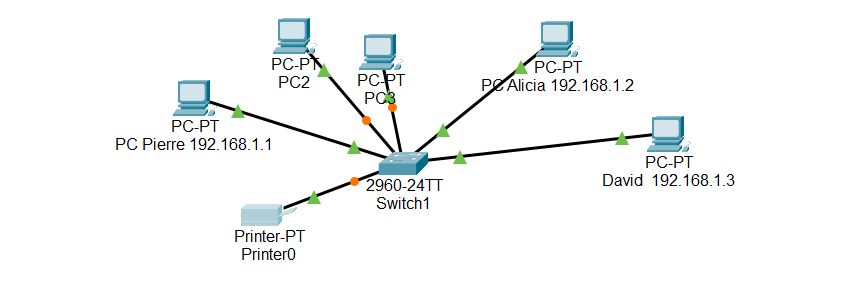 PC-PT
PC2
PC-PT
PC3
PC-PT
PC Alicia 192.168.1.2
PC-PT
PC Pierre 192.168.1.1
PC-PT
David  192.168.1.3
2960-24TT
Switch1
Printer-PT
Printer0